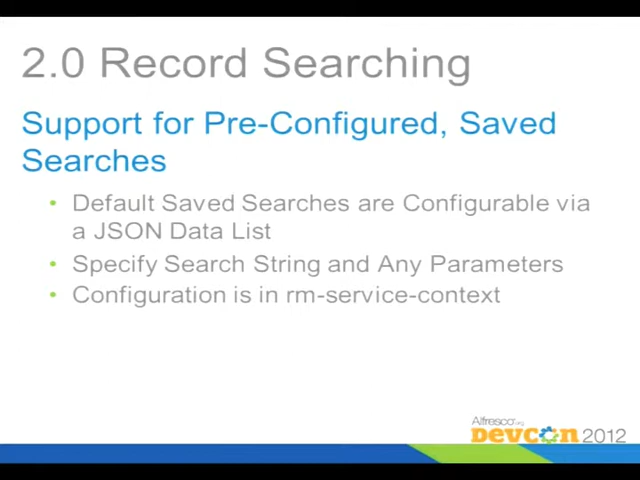 2.0 Record Searching
Support for Pre-Configured, Saved
Searches
• Default Saved Searches are Configurable via
a JSON Data List
• Specify Search String and Any Parameters
• Configuration is in rm-service-context
Alfresco.org
DevCon 2012